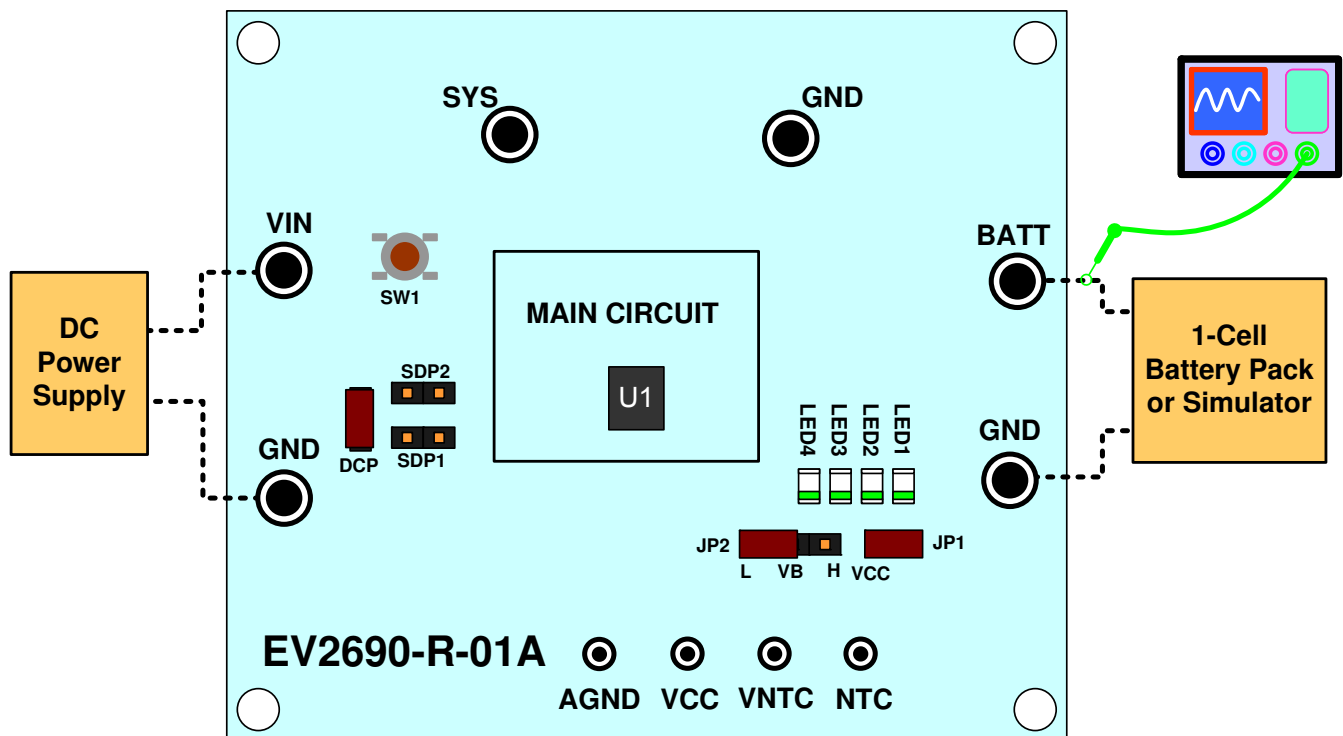 SYS
GND
VIN
BATT
SW1
MAIN CIRCUIT
U1
DC
Power
Supply
1-Cell
Battery Pack
or Simulator
SDP2
SDP1
DCP
GND
GND
LED4
LED3
LED2
LED1
JP2
JP1
L
VB
H
VCC
EV2690-R-01A
AGND
VCC
VNTC
NTC